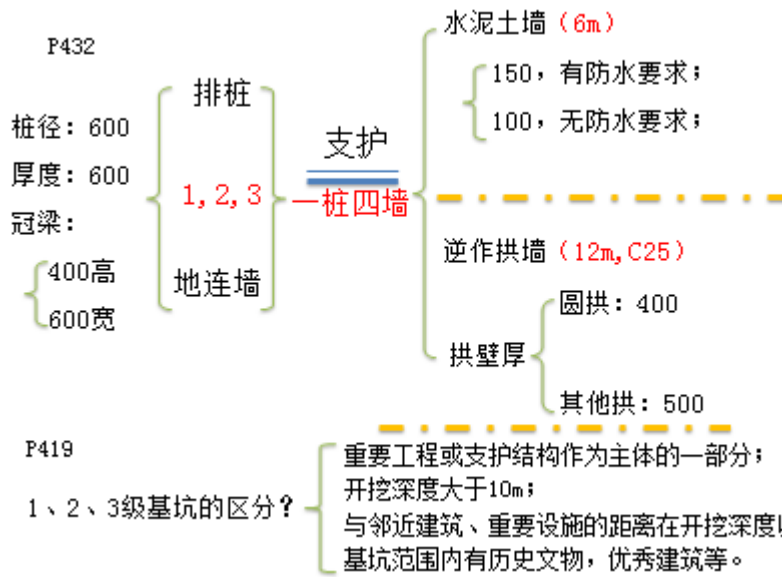 P432
桩径：600
厚度：600
冠梁：
400高
600宽
排桩
1,2,3
地连墙
支护
一桩四墙
水泥土墙（6m）
150，有防水要求；
100，无防水要求；
逆作拱墙（12m,C25）
拱壁厚
圆拱：400
其他拱：500
P419
1、2、3级基坑的区分？
重要工程或支护结构作为主体的一部分；
开挖深度大于10m；
与邻近建筑、重要设施的距离在开挖深度
基坑范围内有历史文物，优秀建筑等。